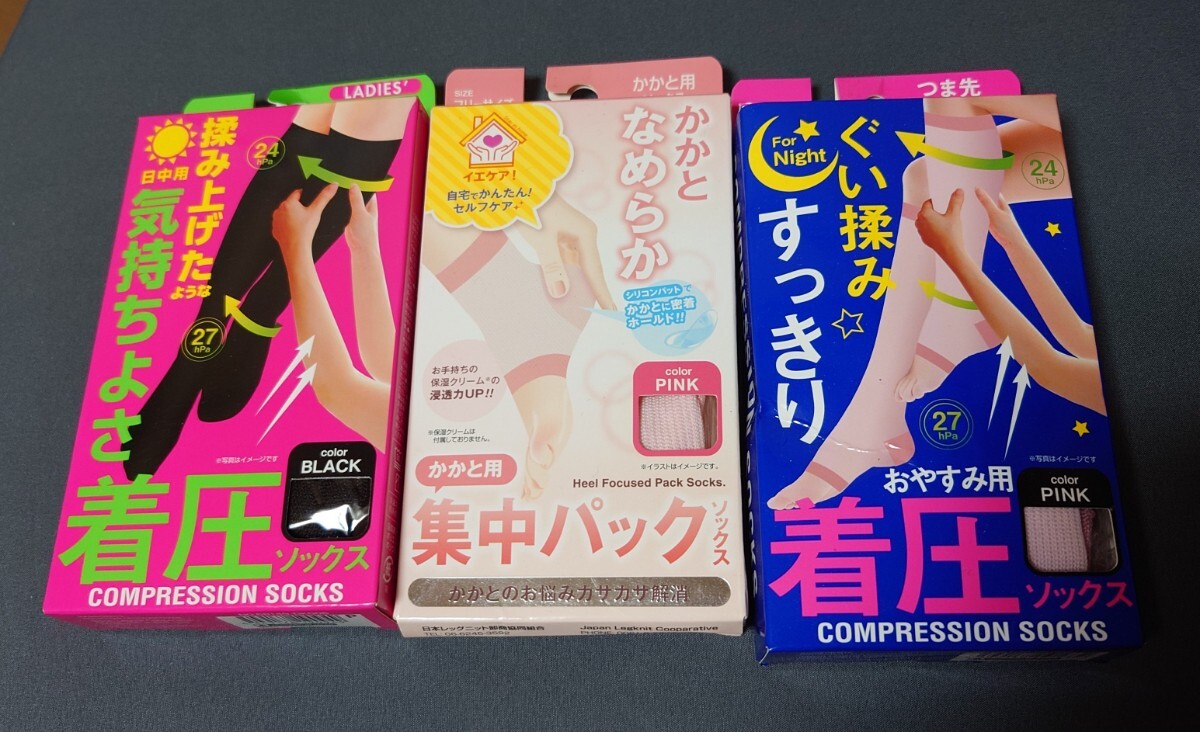 LADIES'
日中用
揉み上げた
ような
気持ちよさ
24
hPa
27
hPa
※写真はイメージです
color
BLACK
着圧
ソックス
COMPRESSION SOCKS
SIZE
フリーサイズ
かかと用
イエケア!
自宅でかんたん!
セルフケア
かかと
なめらか
シリコンパットで
かかとに密着
ホールド!!
お手持ちの
保湿クリーム※の
浸透力UP!!
※保湿クリームは
付属しておりません。
color
PINK
※イラストはイメージです。
Heel Focused Pack Socks.
かかと用
集中パック
ソックス
かかとのお悩みカサカサ解消
日本レッグニット卸商協同組合
Japan Legknit Cooparative
つま先
For
Night
ぐい揉み
すっきり
24
hPa
27
hPa
※写真はイメージです
おやすみ用
color
PINK
着圧
ソックス
COMPRESSION SOCKS